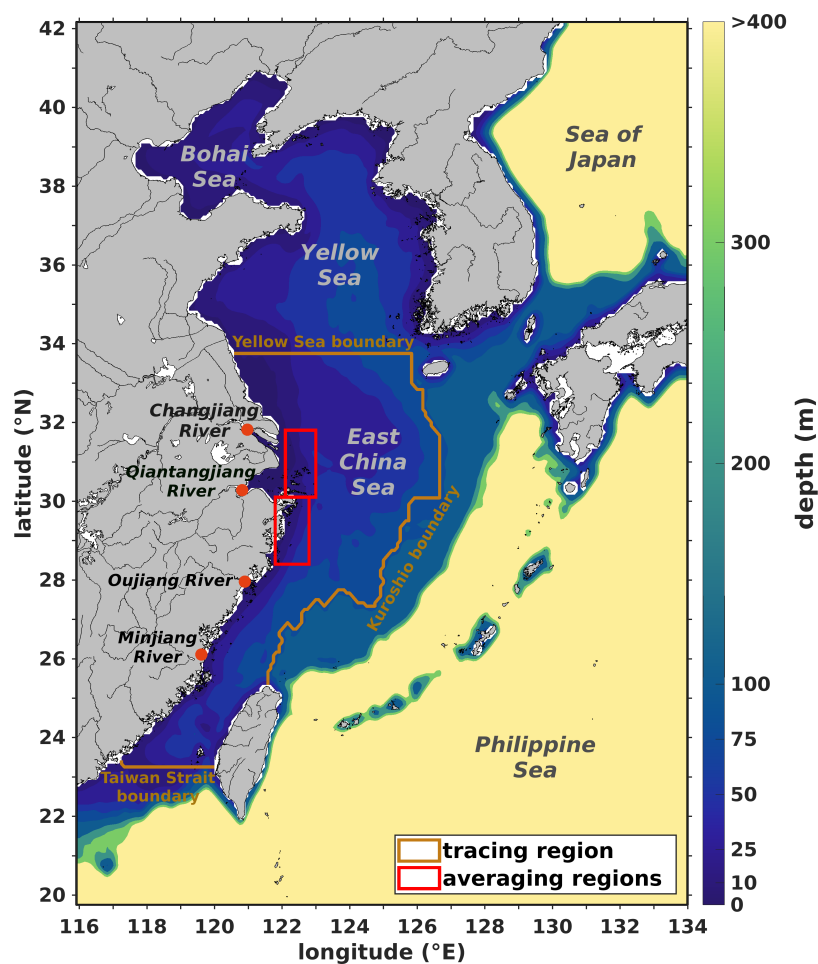 42
40
38
36
34
32
30
28
26
24
22
20
latitude (°N)
116
118
120
122
124
126
128
130
132
134
longitude (°E)
Bohai
Sea
Yellow
Sea
Sea of
Japan
Yellow Sea boundary
Changjiang
River
East
China
Sea
Qiantangjiang
River
Kuroshio boundary
Oujiang River
Minjiang
River
Philippine
Sea
Taiwan Strait
boundary
tracing region
averaging regions
>400
300
200
100
75
50
25
10
0
depth (m)